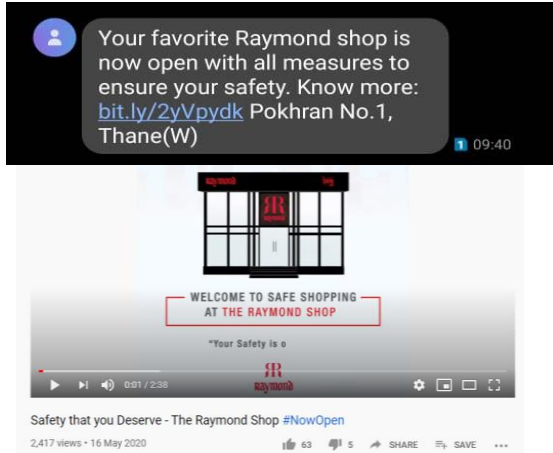 Your favorite Raymond shop is
now open with all measures to
ensure your safety. Know more:
bit.ly/2yVpydk Pokhran No.1,
Thane(W)
1 09:40
Raymond
R
Raymond
WELCOME TO SAFE SHOPPING
AT THE RAYMOND SHOP
"Your Safety is o
R
Raymond
0:01 / 2:38
Safety that you Deserve - The Raymond Shop #NowOpen
2,417 views • 16 May 2020
63 5 SHARE SAVE